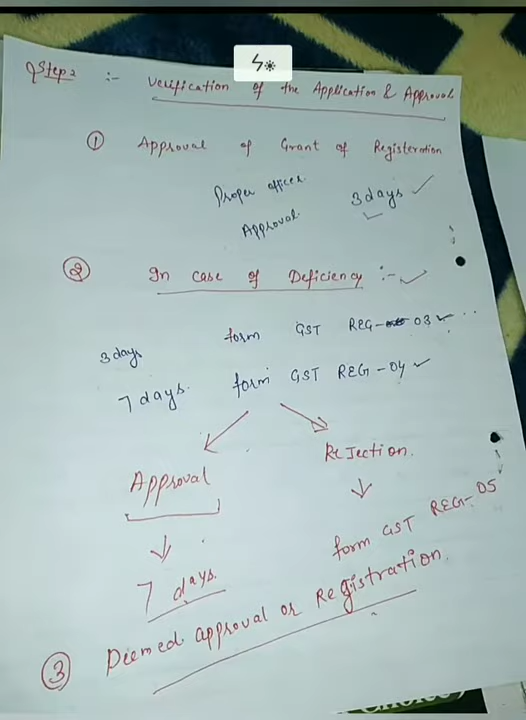 Step 2 :- Verification of the Application & Approval.
① Approval of Grant of Registeration
Proper officer
Approval.
3 days ✓
② In case of Deficiency :- ✓
3 days form GST REG- 03 ✓
7 days. form GST REG - 04 ✓
Approval
Rejection.
7 days.
form GST REG- 05
③ Deemed approval or Registration.